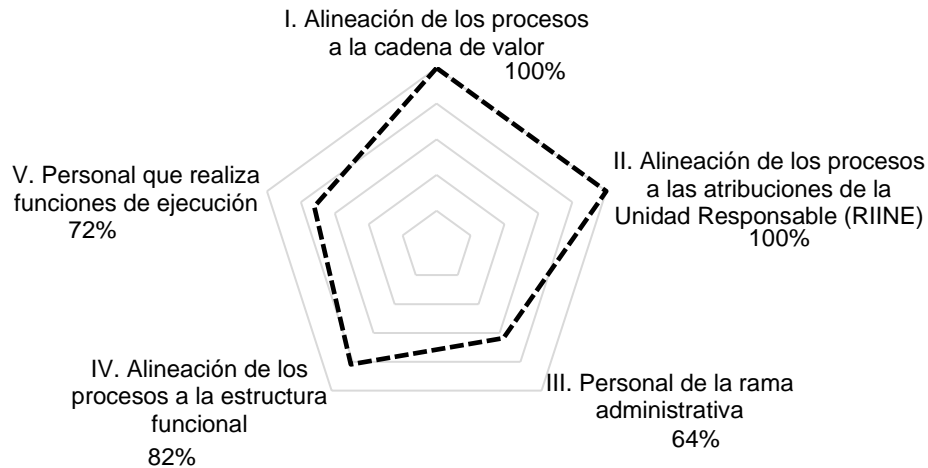 I. Alineación de los procesos
a la cadena de valor
100%
II. Alineación de los procesos
a las atribuciones de la
Unidad Responsable (RIINE)
100%
III. Personal de la rama
administrativa
64%
IV. Alineación de los
procesos a la estructura
funcional
82%
V. Personal que realiza
funciones de ejecución
72%